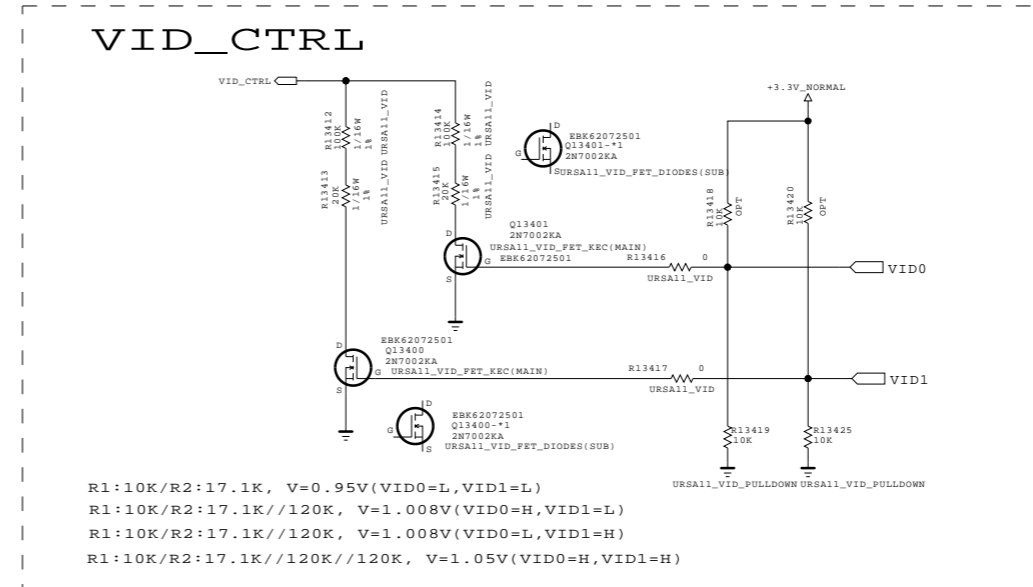 VID_CTRL
VID_CTRL
R13412
100K
1/16W
1%
URSA11_VID
R13413
20K
1/16W
1%
URSA11_VID
R13414
100K
1/16W
1%
URSA11_VID
R13415
20K
1/16W
1%
URSA11_VID
D
G
S
EBK62072501
Q13401-*1
2N7002KA
URSA11_VID_FET_DIODES(SUB)
+3.3V_NORMAL
R13418
10K
OPT
R13420
10K
OPT
Q13401
2N7002KA
URSA11_VID_FET_KEC(MAIN)
EBK62072501
D
G
S
R13416
0
URSA11_VID
VID0
EBK62072501
Q13400
2N7002KA
URSA11_VID_FET_KEC(MAIN)
D
G
S
R13417
0
URSA11_VID
VID1
D
G
S
EBK62072501
Q13400-*1
2N7002KA
URSA11_VID_FET_DIODES(SUB)
R13419
10K
URSA11_VID_PULLDOWN
R13425
10K
URSA11_VID_PULLDOWN
R1:10K/R2:17.1K, V=0.95V(VID0=L,VID1=L)
R1:10K/R2:17.1K//120K, V=1.008V(VID0=H,VID1=L)
R1:10K/R2:17.1K//120K, V=1.008V(VID0=L,VID1=H)
R1:10K/R2:17.1K//120K//120K, V=1.05V(VID0=H,VID1=H)